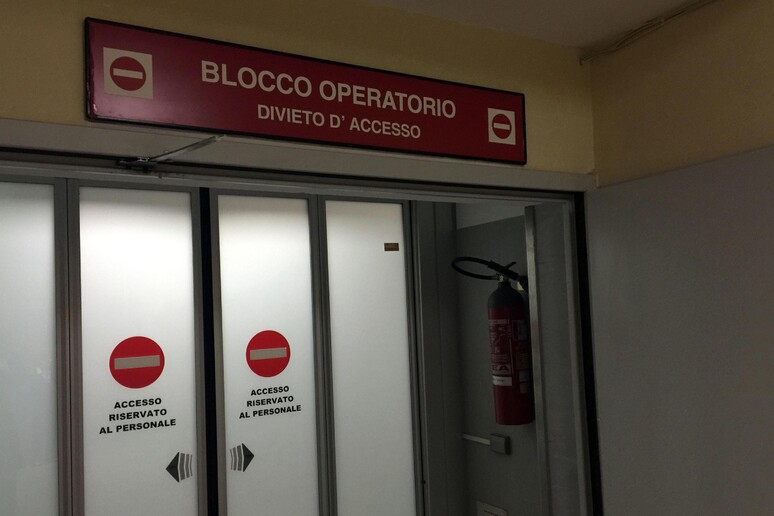 BLOCCO OPERATORIO
DIVIETO D' ACCESSO
ACCESSO
RISERVATO
AL PERSONALE
ACCESSO
RISERVATO
AL PERSONALE